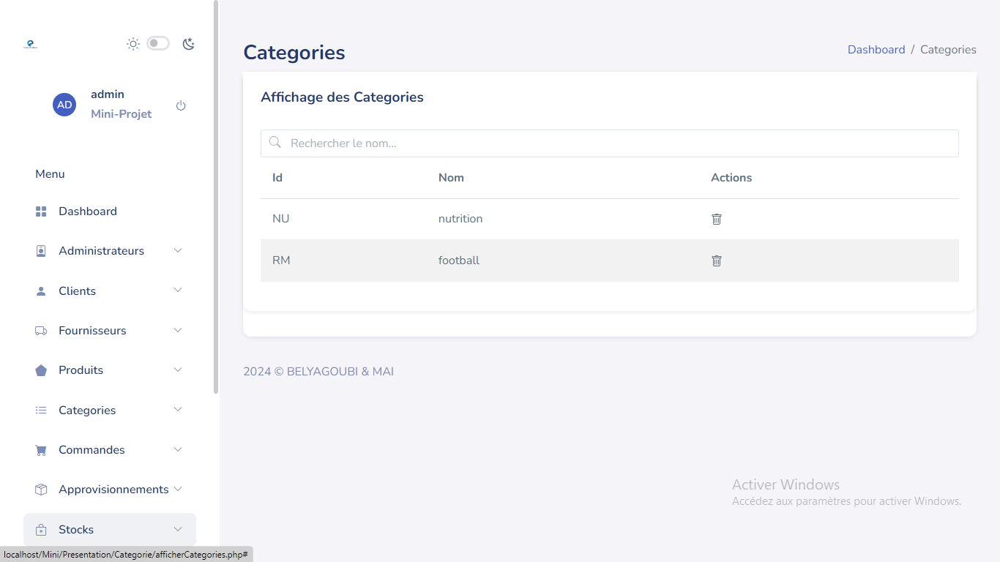 Categories
Dashboard / Categories
AD
admin
Mini-Projet
Menu
Dashboard
Administrateurs
Clients
Fournisseurs
Produits
Categories
Commandes
Approvisionnements
Stocks
Affichage des Categories
Rechercher le nom...
Id Nom Actions
NU nutrition
RM football
2024 © BELYAGOUBI & MAI
Activer Windows
Accédez aux paramètres pour activer Windows.
localhost/Mini/Presentation/Categorie/afficherCategories.php#